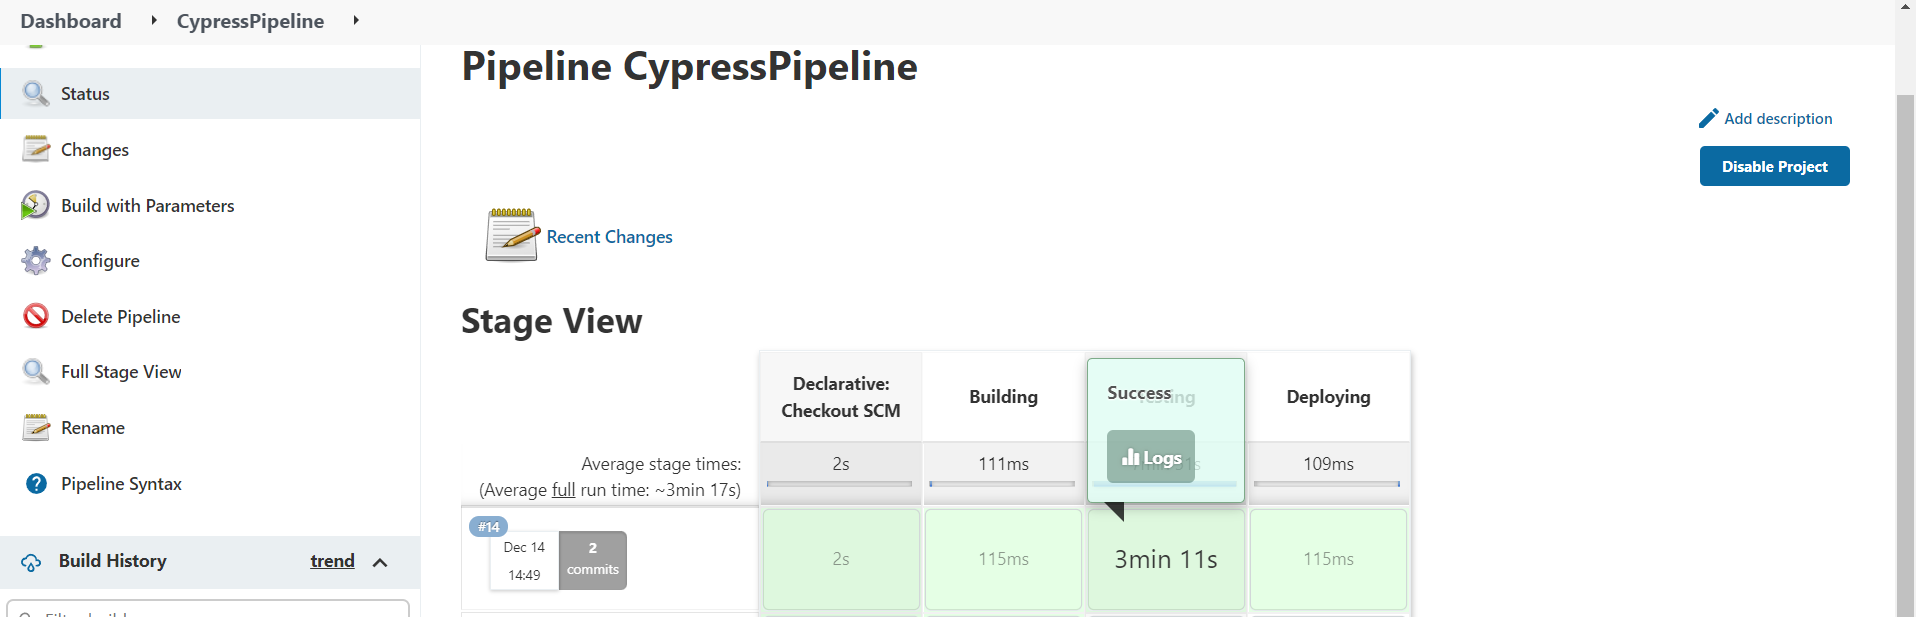 Dashboard
CypressPipeline
Status
Changes
Build with Parameters
Configure
Delete Pipeline
Full Stage View
Rename
Pipeline Syntax
Build History
trend
Pipeline CypressPipeline
Add description
Disable Project
Recent Changes
Stage View
Declarative:
Checkout SCM
Building
Success
Testing
Deploying
Logs
Average stage times:
(Average full run time: ~3min 17s)
2s
111ms
109ms
#14
Dec 14
14:49
2
commits
2s
115ms
3min 11s
115ms